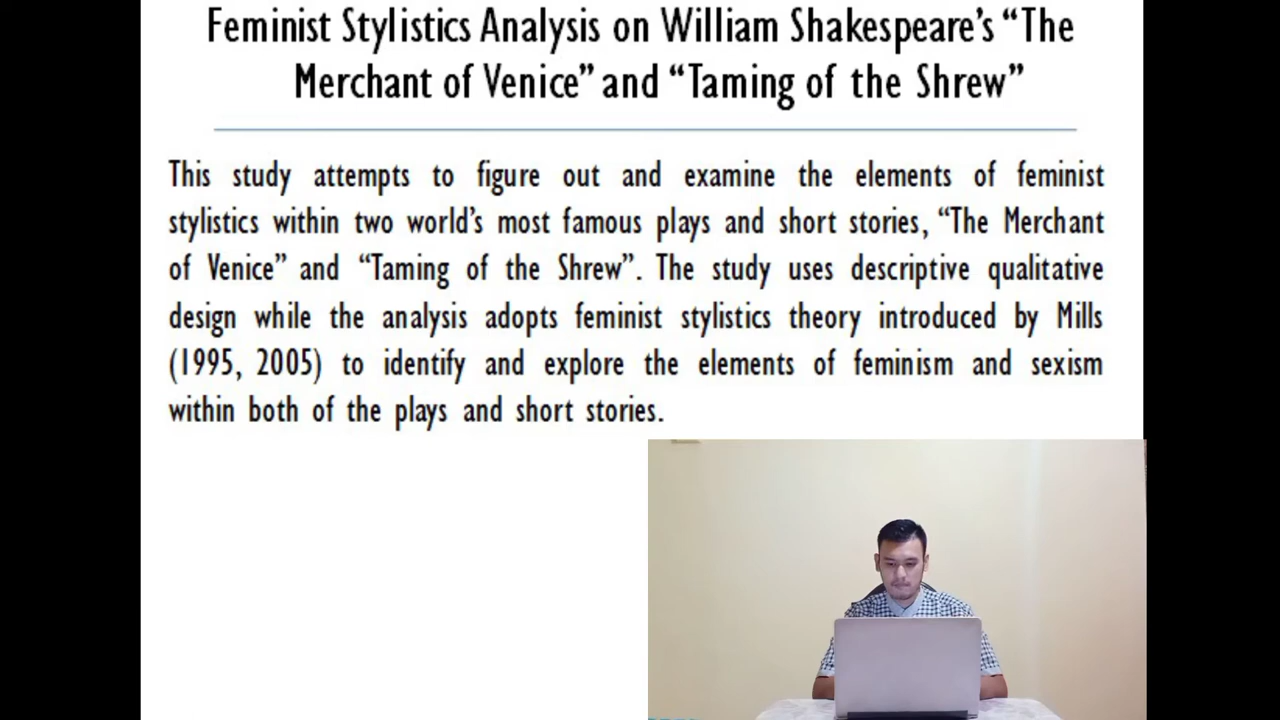 Feminist Stylistics Analysis on William Shakespeare's “The
Merchant of Venice” and “Taming of the Shrew”
This study attempts to figure out and examine the elements of feminist
stylistics within two world's most famous plays and short stories, “The Merchant
of Venice” and “Taming of the Shrew”. The study uses descriptive qualitative
design while the analysis adopts feminist stylistics theory introduced by Mills
(1995, 2005) to identify and explore the elements of feminism and sexism
within both of the plays and short stories.